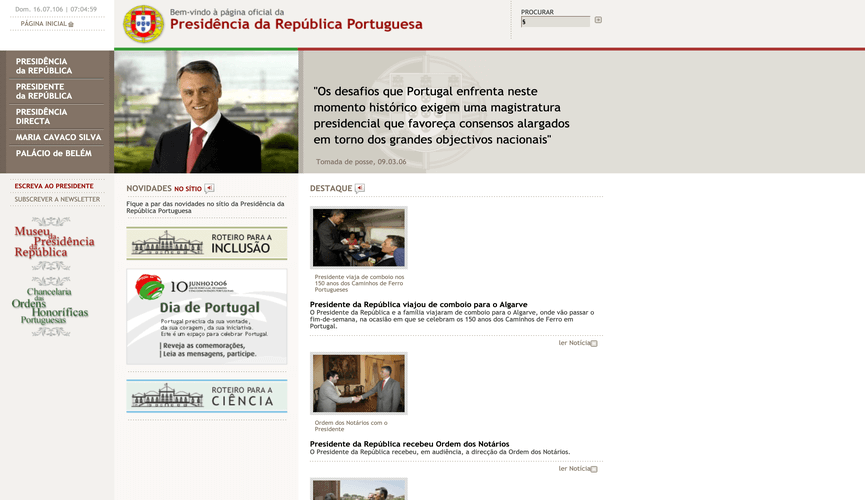 Dom. 16.07.106 | 07:04:59
PÁGINA INICIAL
Bem-vindo à página oficial da
Presidência da República Portuguesa
PROCURAR
$
PRESIDÊNCIA
da REPÚBLICA
PRESIDENTE
da REPÚBLICA
PRESIDÊNCIA
DIRECTA
MARIA CAVACO SILVA
PALÁCIO de BELÉM
"Os desafios que Portugal enfrenta neste
momento histórico exigem uma magistratura
presidencial que favoreça consensos alargados
em torno dos grandes objectivos nacionais"
Tomada de posse, 09.03.06
ESCREVA AO PRESIDENTE
SUBSCREVER A NEWSLETTER
Museu
da Presidência
da República
Chancelaria
das
Ordens
Honoríficas
Portuguesas
NOVIDADES NO SÍTIO
Fique a par das novidades no sítio da Presidência da
República Portuguesa
ROTEIRO PARA A
INCLUSÃO
10 JUNHO2006
Dia de Portugal
Portugal precisa da sua vontade,
da sua coragem, da sua iniciativa.
Este é um espaço para celebrar Portugal.
Reveja as comemorações,
Leia as mensagens, participe.
ROTEIRO PARA A
CIÊNCIA
DESTAQUE
Presidente viaja de comboio nos
150 anos dos Caminhos de Ferro
Portugueses
Presidente da República viajou de comboio para o Algarve
O Presidente da República e a família viajaram de comboio para o Algarve, onde vão passar o
fim-de-semana, na ocasião em que se celebram os 150 anos dos Caminhos de Ferro em
Portugal.
ler Notícia
Ordem dos Notários com o
Presidente
Presidente da República recebeu Ordem dos Notários
O Presidente da República recebeu, em audiência, a direcção da Ordem dos Notários.
ler Notícia